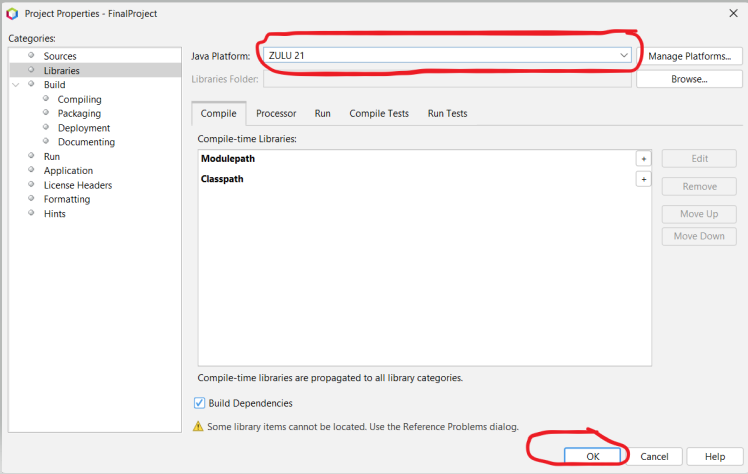 Project Properties - FinalProject
Categories:
Sources
Libraries
Build
Compiling
Packaging
Deployment
Documenting
Run
Application
License Headers
Formatting
Hints
Java Platform: ZULU 21 Manage Platforms...
Libraries Folder: Browse...
Compile Processor Run Compile Tests Run Tests
Compile-time Libraries:
Modulepath + Edit
Classpath + Remove
Move Up
Move Down
Compile-time libraries are propagated to all library categories.
Build Dependencies
Some library items cannot be located. Use the Reference Problems dialog.
OK Cancel Help